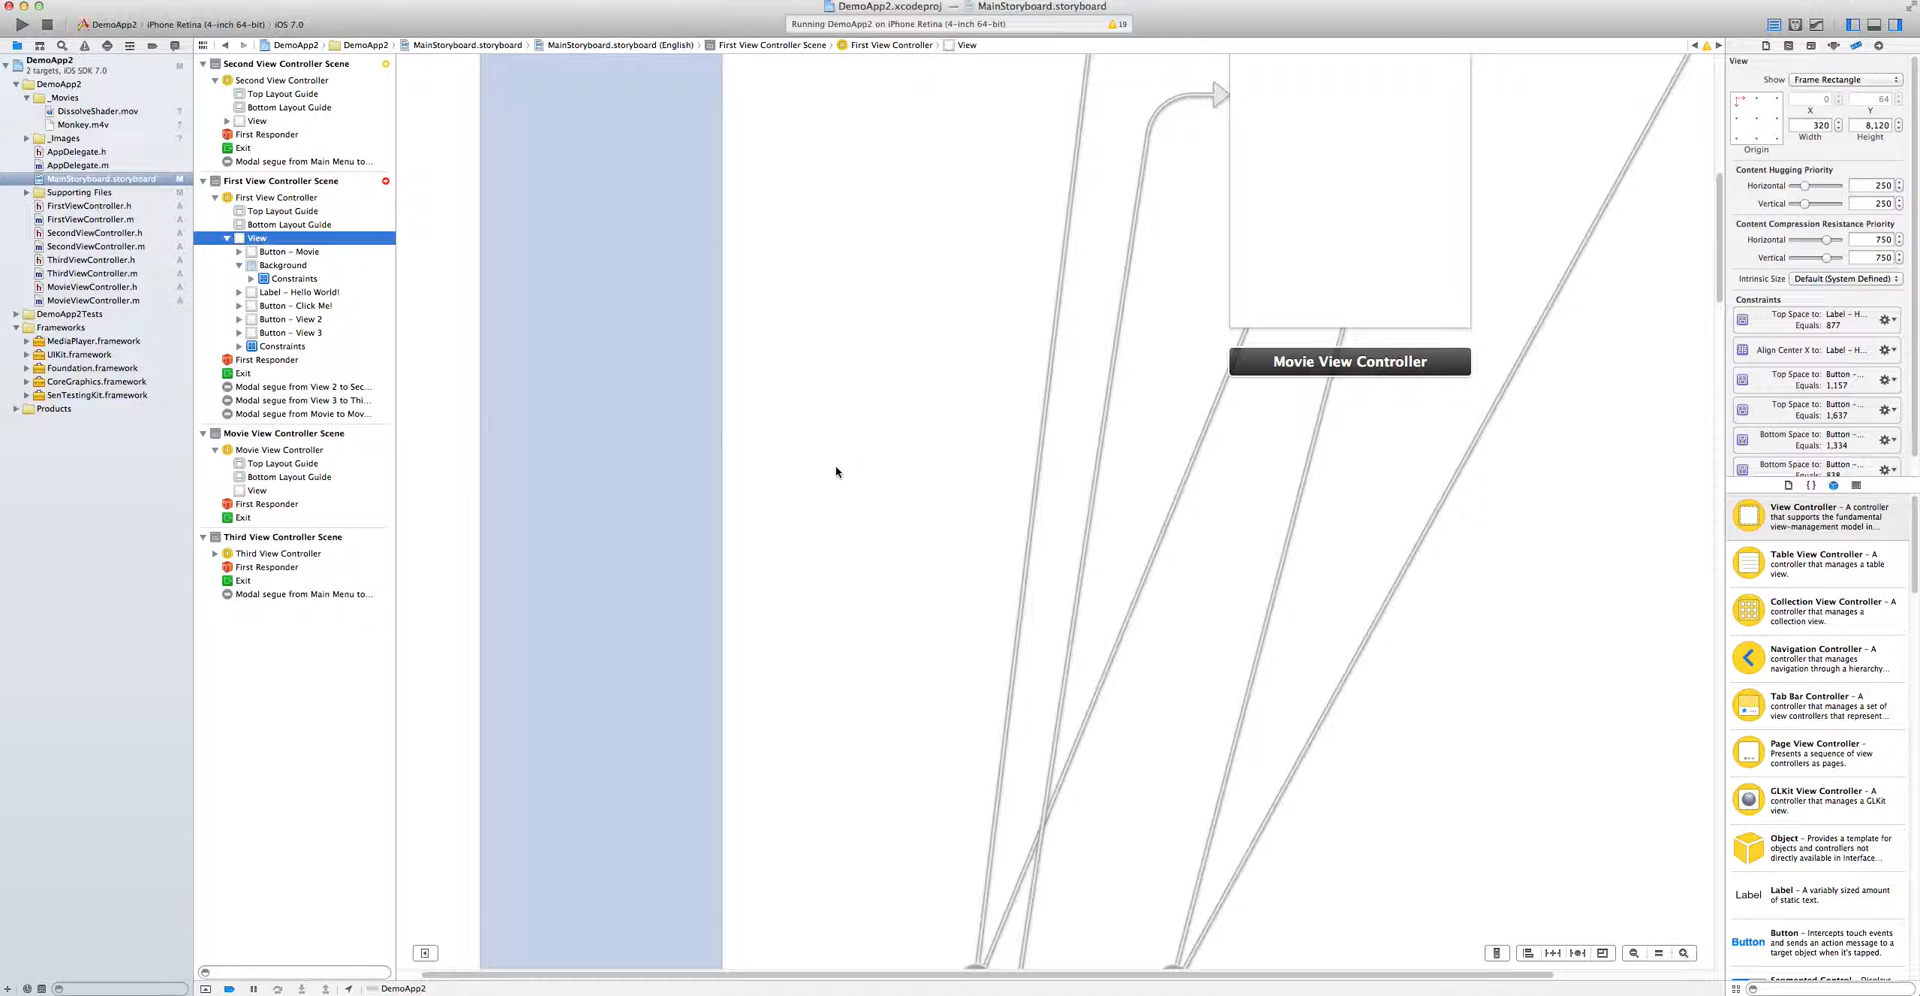 DemoApp2.xcodeproj — MainStoryboard.storyboard
DemoApp2 iPhone Retina (4-inch 64-bit) iOS 7.0
Running DemoApp2 on iPhone Retina (4-inch 64-bit)
19
DemoApp2 DemoApp2 MainStoryboard.storyboard MainStoryboard.storyboard (English) First View Controller Scene First View Controller View
DemoApp2
2 targets, iOS SDK 7.0
M
DemoApp2
_Movies
DissolveShader.mov ?
Monkey.m4v ?
_Images ?
AppDelegate.h
AppDelegate.m
MainStoryboard.storyboard M
Supporting Files M
FirstViewController.h A
FirstViewController.m A
SecondViewController.h A
SecondViewController.m A
ThirdViewController.h A
ThirdViewController.m A
MovieViewController.h A
MovieViewController.m A
DemoApp2Tests
Frameworks
MediaPlayer.framework
UIKit.framework
Foundation.framework
CoreGraphics.framework
SenTestingKit.framework
Products
Second View Controller Scene
Second View Controller
Top Layout Guide
Bottom Layout Guide
View
First Responder
Exit
Modal segue from Main Menu to...
First View Controller Scene
First View Controller
Top Layout Guide
Bottom Layout Guide
View
Button – Movie
Background
Constraints
Label – Hello World!
Button – Click Me!
Button – View 2
Button – View 3
Constraints
First Responder
Exit
Modal segue from View 2 to Sec...
Modal segue from View 3 to Thi...
Modal segue from Movie to Mov...
Movie View Controller Scene
Movie View Controller
Top Layout Guide
Bottom Layout Guide
View
First Responder
Exit
Third View Controller Scene
Third View Controller
First Responder
Exit
Modal segue from Main Menu to...
Movie View Controller
View
Show Frame Rectangle
0 64
X Y
320 8,120
Width Height
Origin
Content Hugging Priority
Horizontal 250
Vertical 250
Content Compression Resistance Priority
Horizontal 750
Vertical 750
Intrinsic Size Default (System Defined)
Constraints
Top Space to: Label – H...
Equals: 877
Align Center X to: Label – H...
Top Space to: Button –...
Equals: 1,157
Top Space to: Button –...
Equals: 1,637
Bottom Space to: Button –...
Equals: 1,334
Bottom Space to: Button –...
{ }
View Controller – A controller
that supports the fundamental
view-management model in...
Table View Controller – A
controller that manages a table
view.
Collection View Controller – A
controller that manages a
collection view.
Navigation Controller – A
controller that manages
navigation through a hierarchy...
Tab Bar Controller – A
controller that manages a set of
view controllers that represent...
Page View Controller –
Presents a sequence of view
controllers as pages.
GLKit View Controller – A
controller that manages a GLKit
view.
Object – Provides a template for
objects and controllers not
directly available in Interface...
Label
Label – A variably sized amount
of static text.
Button
Button – Intercepts touch events
and sends an action message to a
target object when it's tapped.
DemoApp2